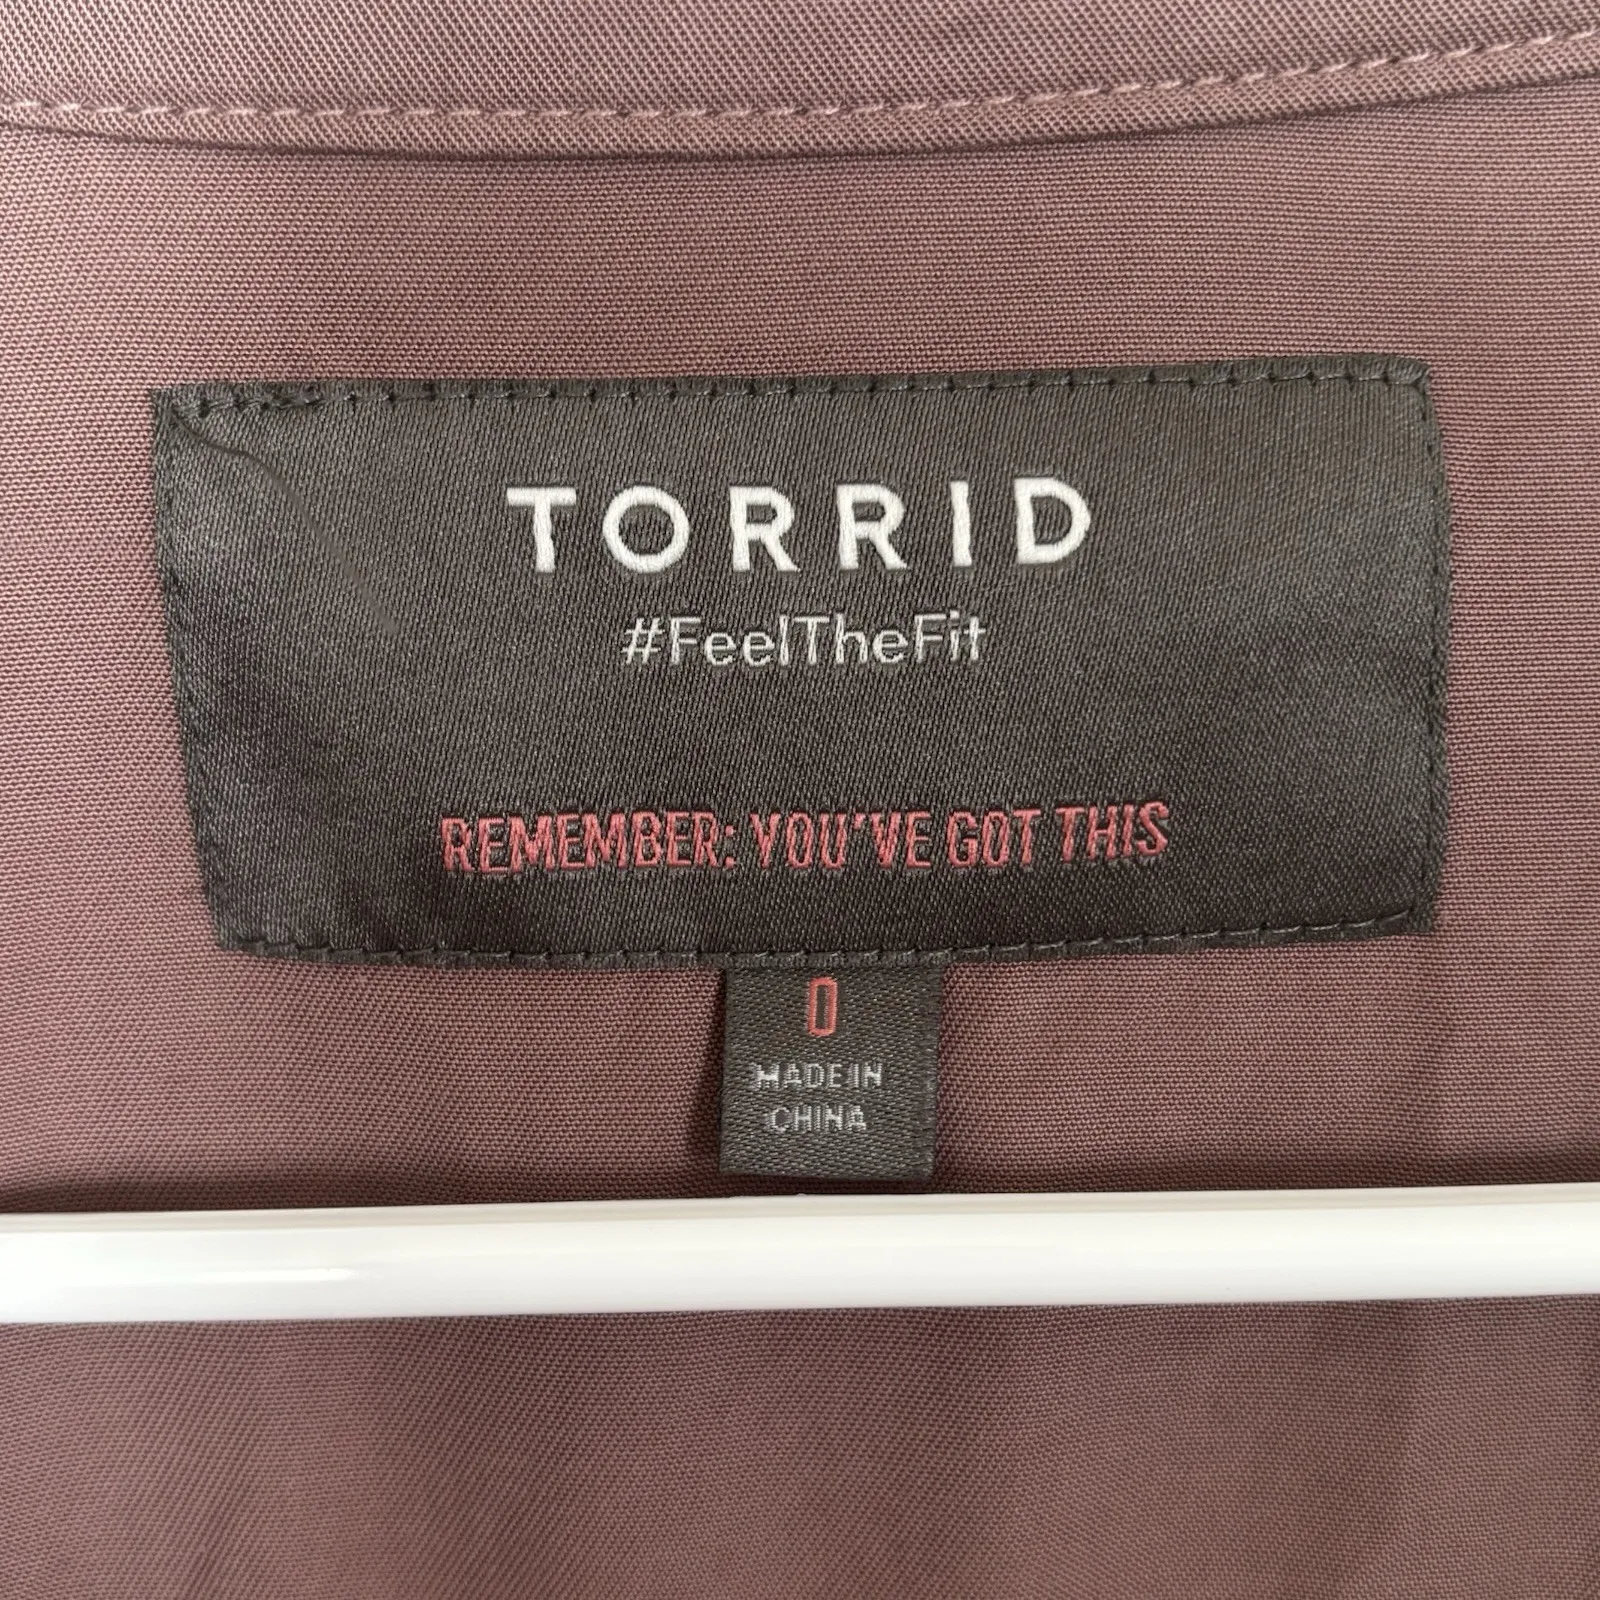 TORRID
#FeelTheFit
REMEMBER: YOU'VE GOT THIS
0
MADE IN
CHINA